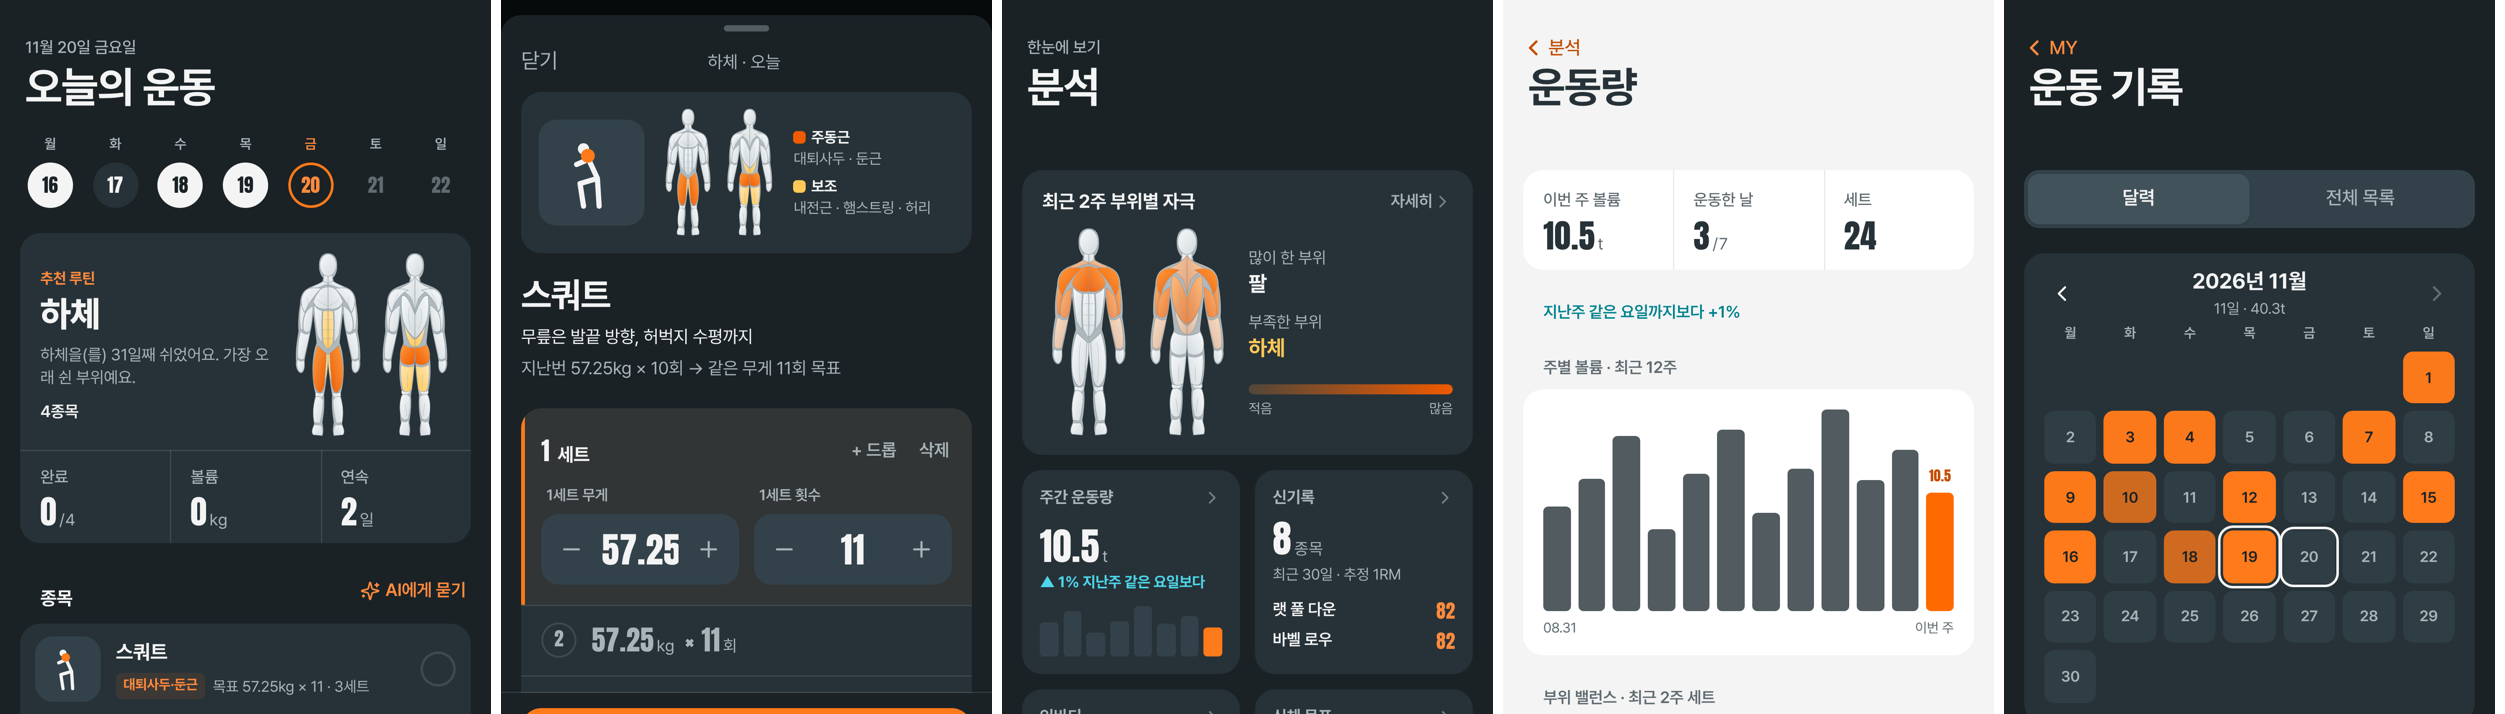 11월 20일 금요일
오늘의 운동
월 화 수 목 금 토 일
16 17 18 19 20 21 22
추천 루틴
하체
하체을(를) 31일째 쉬었어요. 가장 오
래 쉰 부위예요.
4종목
완료 볼륨 연속
0/4 0kg 2일
종목
AI에게 묻기
스쿼트
대퇴사두·둔근 목표 57.25kg × 11 · 3세트
닫기
하체 · 오늘
주동근
대퇴사두 · 둔근
보조
내전근 · 햄스트링 · 허리
스쿼트
무릎은 발끝 방향, 허벅지 수평까지
지난번 57.25kg × 10회 → 같은 무게 11회 목표
1 세트
+ 드롭 삭제
1세트 무게 1세트 횟수
− 57.25 + − 11 +
2 57.25kg × 11회
한눈에 보기
분석
최근 2주 부위별 자극
자세히
많이 한 부위
팔
부족한 부위
하체
적음 많음
주간 운동량
10.5t
▲ 1% 지난주 같은 요일보다
신기록
8종목
최근 30일 · 추정 1RM
랫 풀 다운 82
바벨 로우 82
분석
운동량
이번 주 볼륨 운동한 날 세트
10.5t 3/7 24
지난주 같은 요일까지보다 +1%
주별 볼륨 · 최근 12주
10.5
08.31 이번 주
부위 밸런스 · 최근 2주 세트
MY
운동 기록
달력 전체 목록
2026년 11월
11일 · 40.3t
월 화 수 목 금 토 일
1
2 3 4 5 6 7 8
9 10 11 12 13 14 15
16 17 18 19 20 21 22
23 24 25 26 27 28 29
30